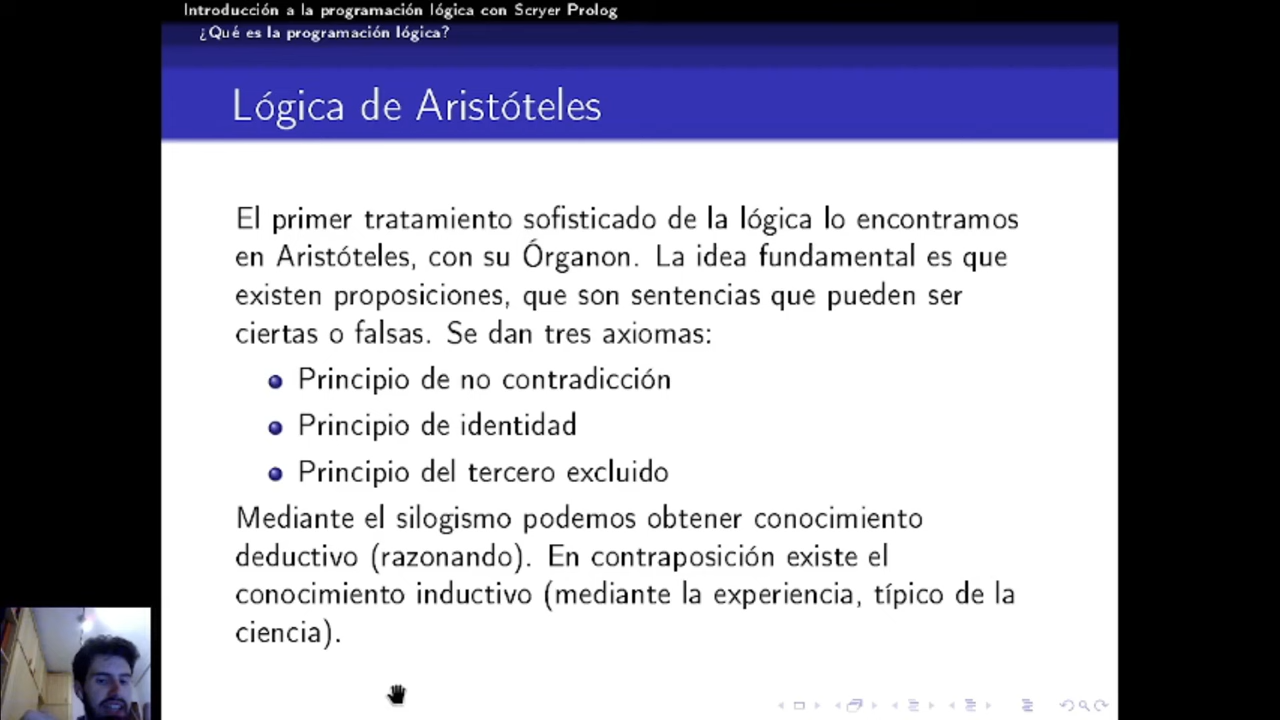 Introducción a la programación lógica con Scryer Prolog
¿Qué es la programación lógica?
Lógica de Aristóteles
El primer tratamiento sofisticado de la lógica lo encontramos
en Aristóteles, con su Órganon. La idea fundamental es que
existen proposiciones, que son sentencias que pueden ser
ciertas o falsas. Se dan tres axiomas:
Principio de no contradicción
Principio de identidad
Principio del tercero excluido
Mediante el silogismo podemos obtener conocimiento
deductivo (razonando). En contraposición existe el
conocimiento inductivo (mediante la experiencia, típico de la
ciencia).